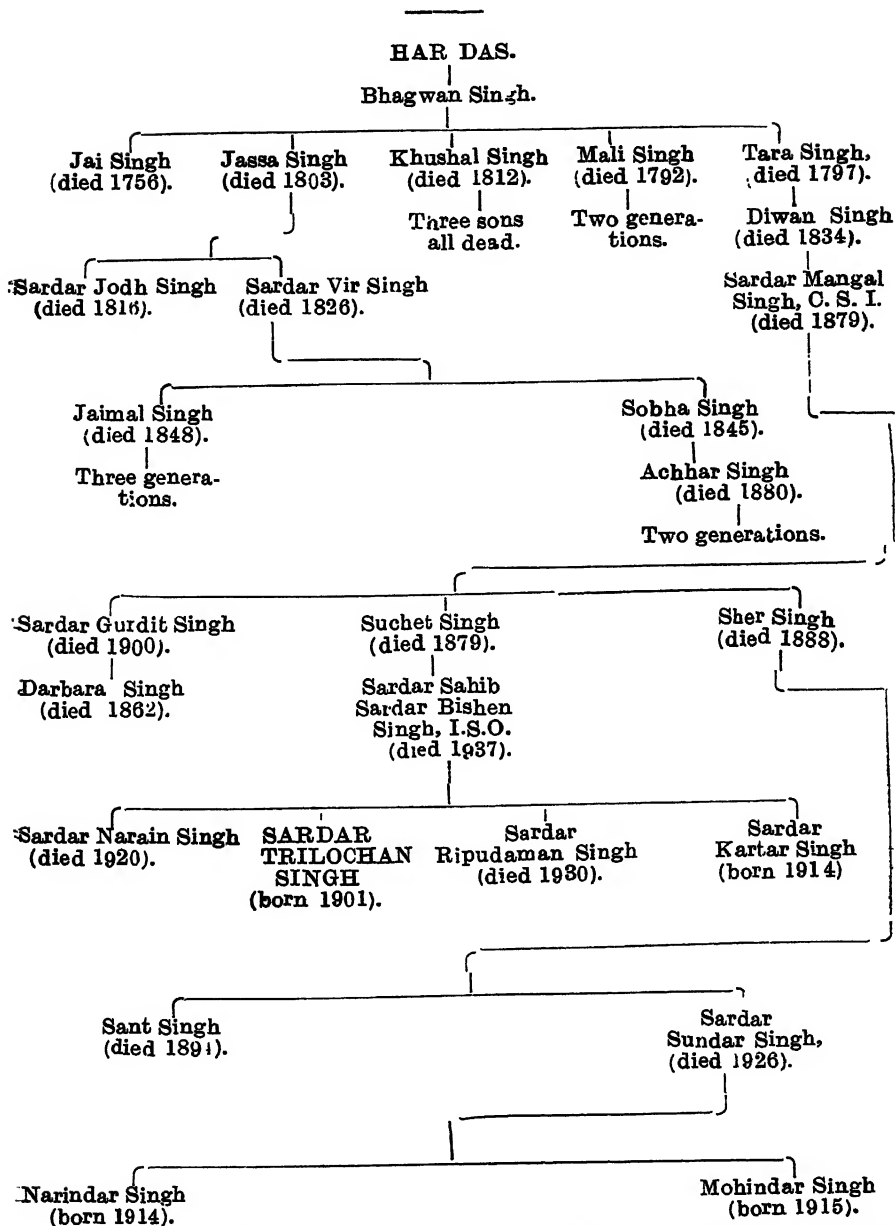 HAR DAS.
Bhagwan Singh.
Jai Singh
(died 1756).
Jassa Singh
(died 1803).
Khushal Singh
(died 1812).
Three sons
all dead.
Mali Singh
(died 1792).
Two genera-
tions.
Tara Singh,
(died 1797).
Diwan Singh
(died 1834).
Sardar Mangal
Singh, C. S. I.
(died 1879).
Sardar Jodh Singh
(died 1816).
Sardar Vir Singh
(died 1826).
Jaimal Singh
(died 1848).
Three genera-
tions.
Sobha Singh
(died 1845).
Achhar Singh
(died 1880).
Two generations.
Sardar Gurdit Singh
(died 1900).
Darbara Singh
(died 1862).
Suchet Singh
(died 1879).
Sardar Sahib
Sardar Bishen
Singh, I.S.O.
(died 1937).
Sher Singh
(died 1888).
Sardar Narain Singh
(died 1920).
SARDAR
TRILOCHAN
SINGH
(born 1901).
Sardar
Ripudaman Singh
(died 1930).
Sardar
Kartar Singh
(born 1914)
Sant Singh
(died
Sardar
Sundar Singh,
(died 1926).
Narindar Singh
(born 1914).
Mohindar Singh
(born 1915).